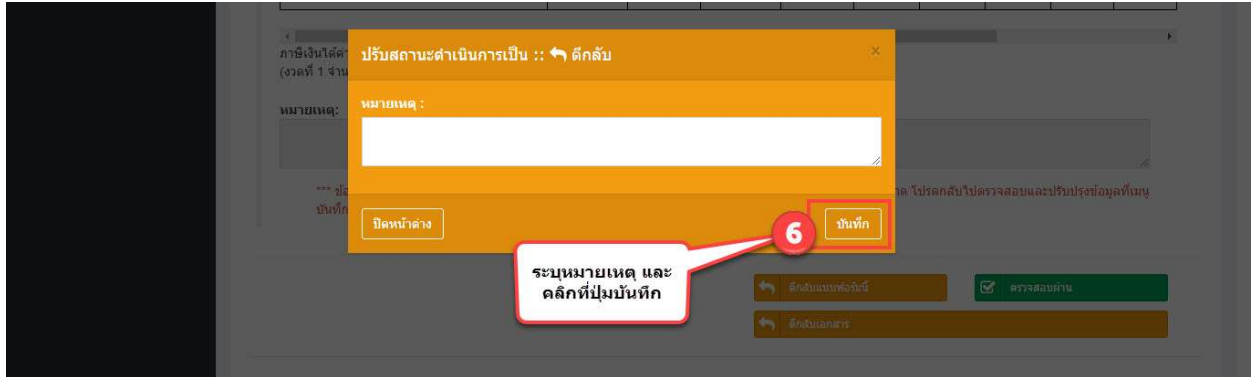 ภาษีเงินได้ค
(งวดที่ 1 จำน
หมายเหตุ:
ปรับสถานะดำเนินการเป็น :: ตีกลับ
×
หมายเหตุ :
*** ข้อ
โปรดกลับไปตรวจสอบและปรับปรุงข้อมูลที่เมนู
บันทึก
ปิดหน้าต่าง
บันทึก
6
ระบุหมายเหตุ และ
คลิกที่ปุ่มบันทึก
ตีกลับแบบฟอร์มนี้
ตรวจสอบผ่าน
ตีกลับเอกสาร